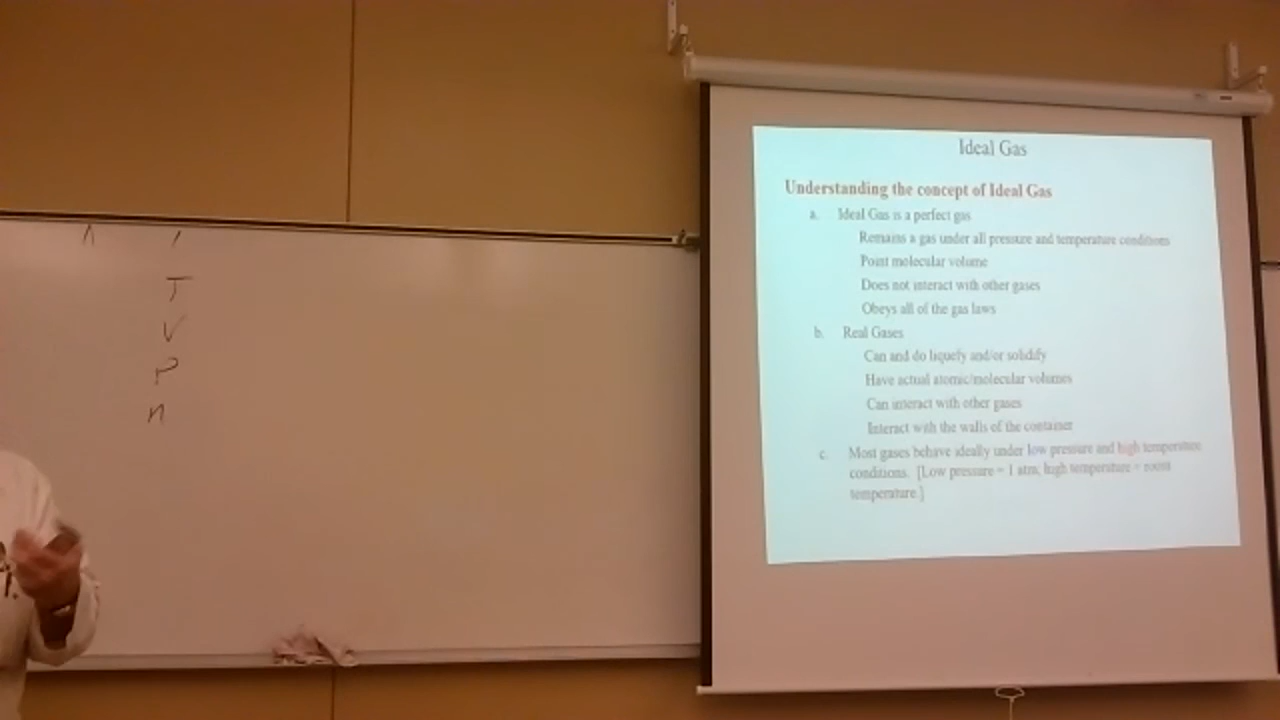 T
V
P
n
Ideal Gas
Understanding the concept of Ideal Gas
a. Ideal Gas is a perfect gas
Remains a gas under all pressure and temperature conditions
Point molecular volume
Does not interact with other gases
Obeys all of the gas laws
b. Real Gases
Can and do liquefy and/or solidify
Have actual atomic/molecular volumes
Can interact with other gases
Interact with the walls of the container
c. Most gases behave ideally under low pressure and high temperature
conditions. [Low pressure = 1 atm; high temperature = room
temperature.]